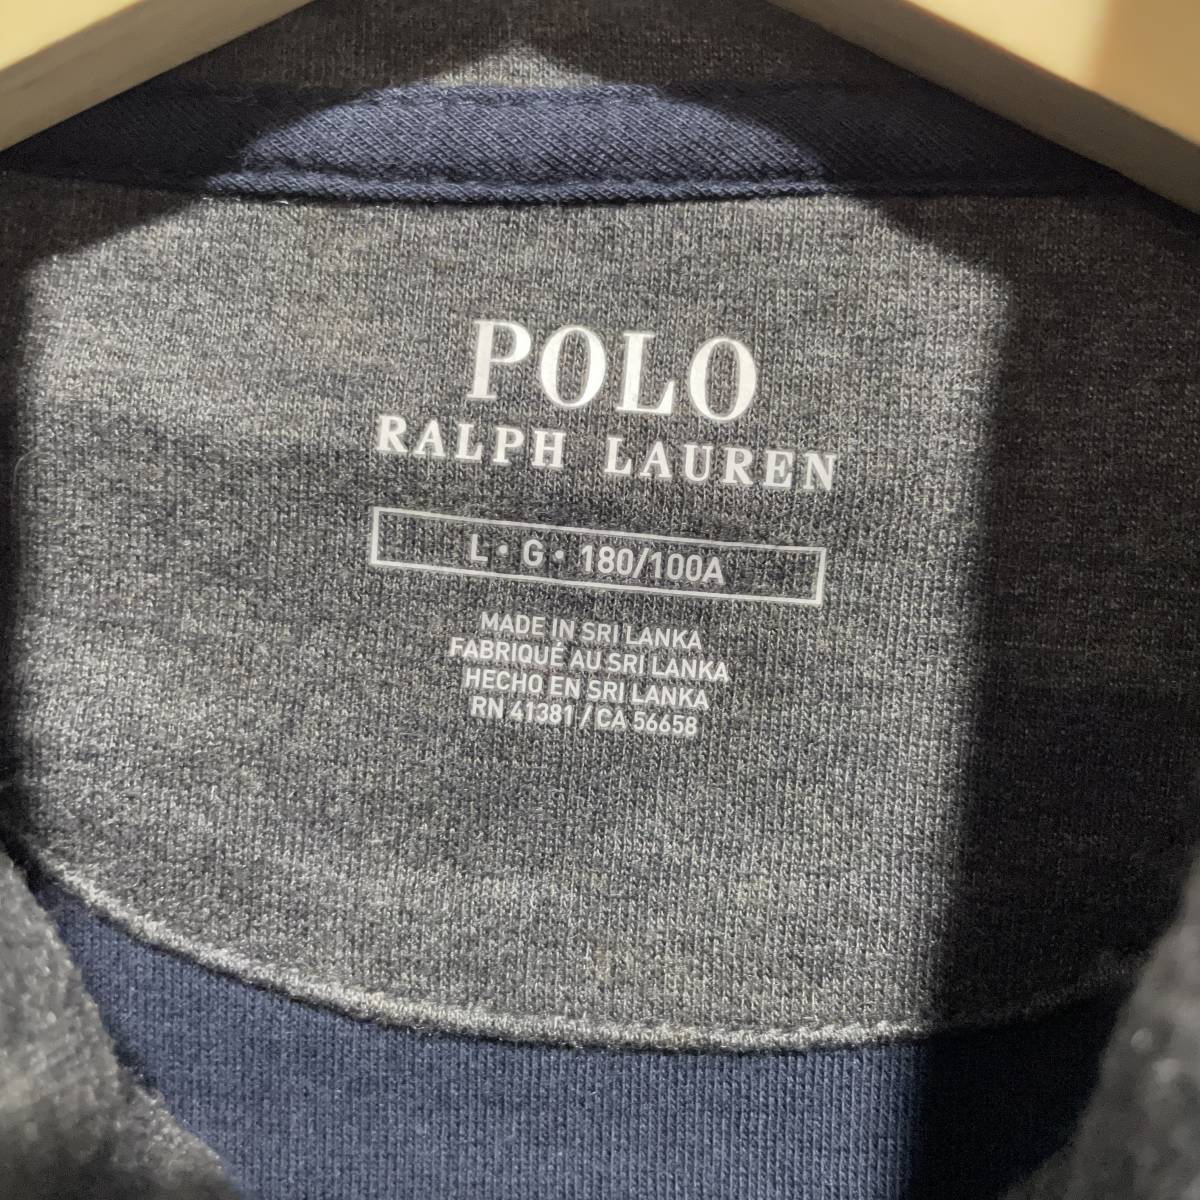 POLO
RALPH LAUREN
L • G • 180/100A
MADE IN SRI LANKA
FABRIQUÉ AU SRI LANKA
HECHO EN SRI LANKA
RN 41381 / CA 56658